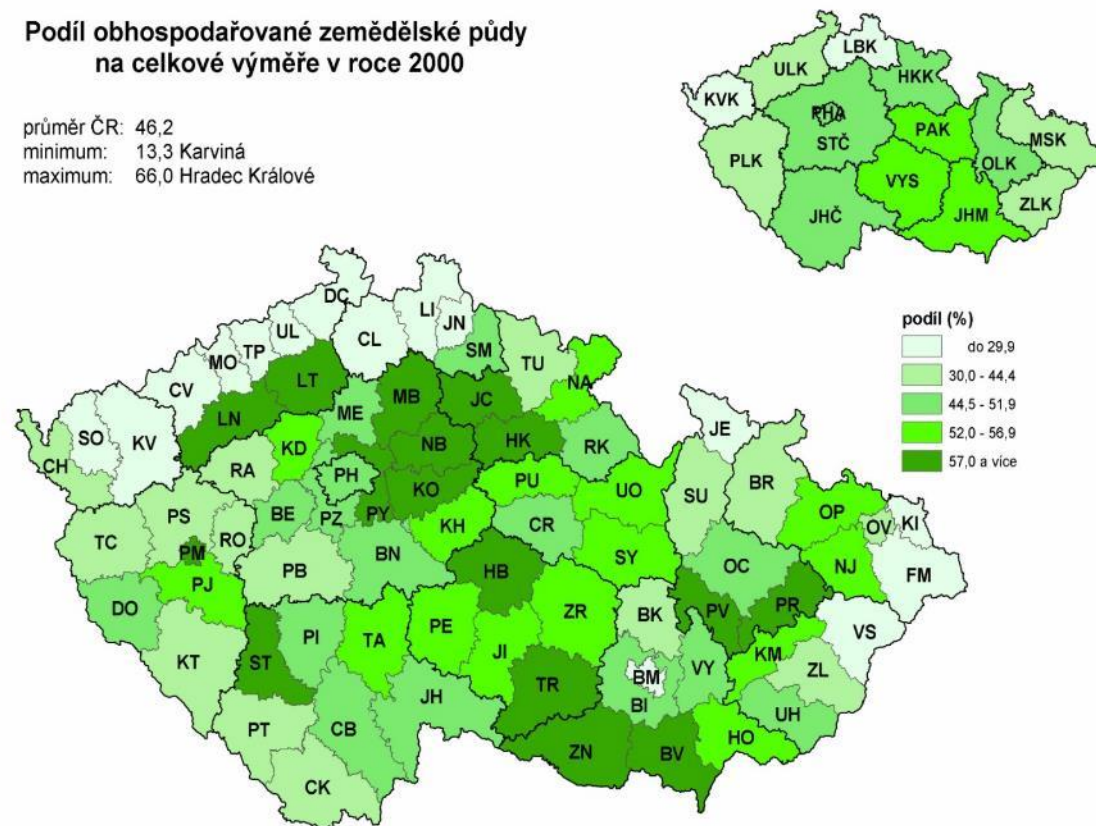 Podíl obhospodařované zemědělské půdy
na celkové výměře v roce 2000
průměr ČR: 46,2
minimum: 13,3 Karviná
maximum: 66,0 Hradec Králové
LBK
ULK
HKK
KVK
PHA
PAK
STČ
MSK
PLK
OLK
VYS
ZLK
JHČ
JHM
podíl (%)
do 29,9
30,0 - 44,4
44,5 - 51,9
52,0 - 56,9
57,0 a více
DC
LI
JN
UL
CL
TP
MO
SM
TU
CV
LT
NA
MB
JC
LN
ME
SO
KV
JE
NB
HK
KD
RK
CH
RA
PH
BR
KO
PU
UO
SU
PS
BE
PZ
PY
OP
KI
TC
RO
KH
CR
OV
PM
BN
SY
OC
NJ
FM
PB
HB
PJ
DO
PV
PR
BK
PI
TA
PE
ZR
VS
JI
KM
KT
ST
ZL
TR
BM
VY
JH
BI
UH
PT
CB
HO
ZN
BV
CK